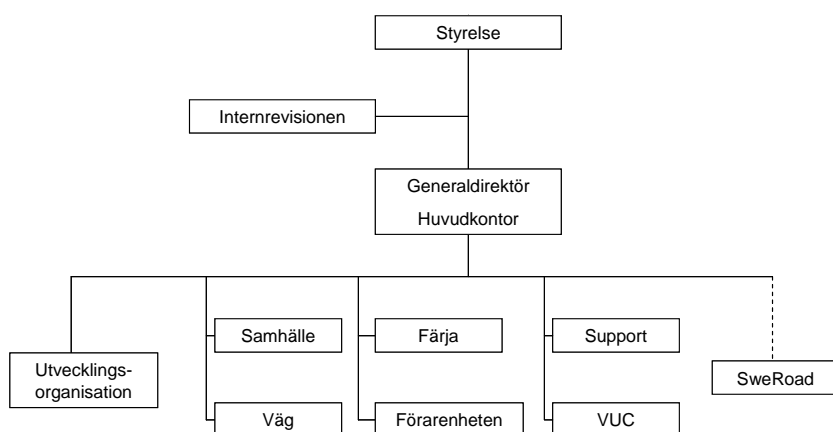 Styrelse
Internrevisionen
Generaldirektör
Huvudkontor
Samhälle
Färja
Support
Utvecklings-
organisation
SweRoad
Väg
Förarenheten
VUC